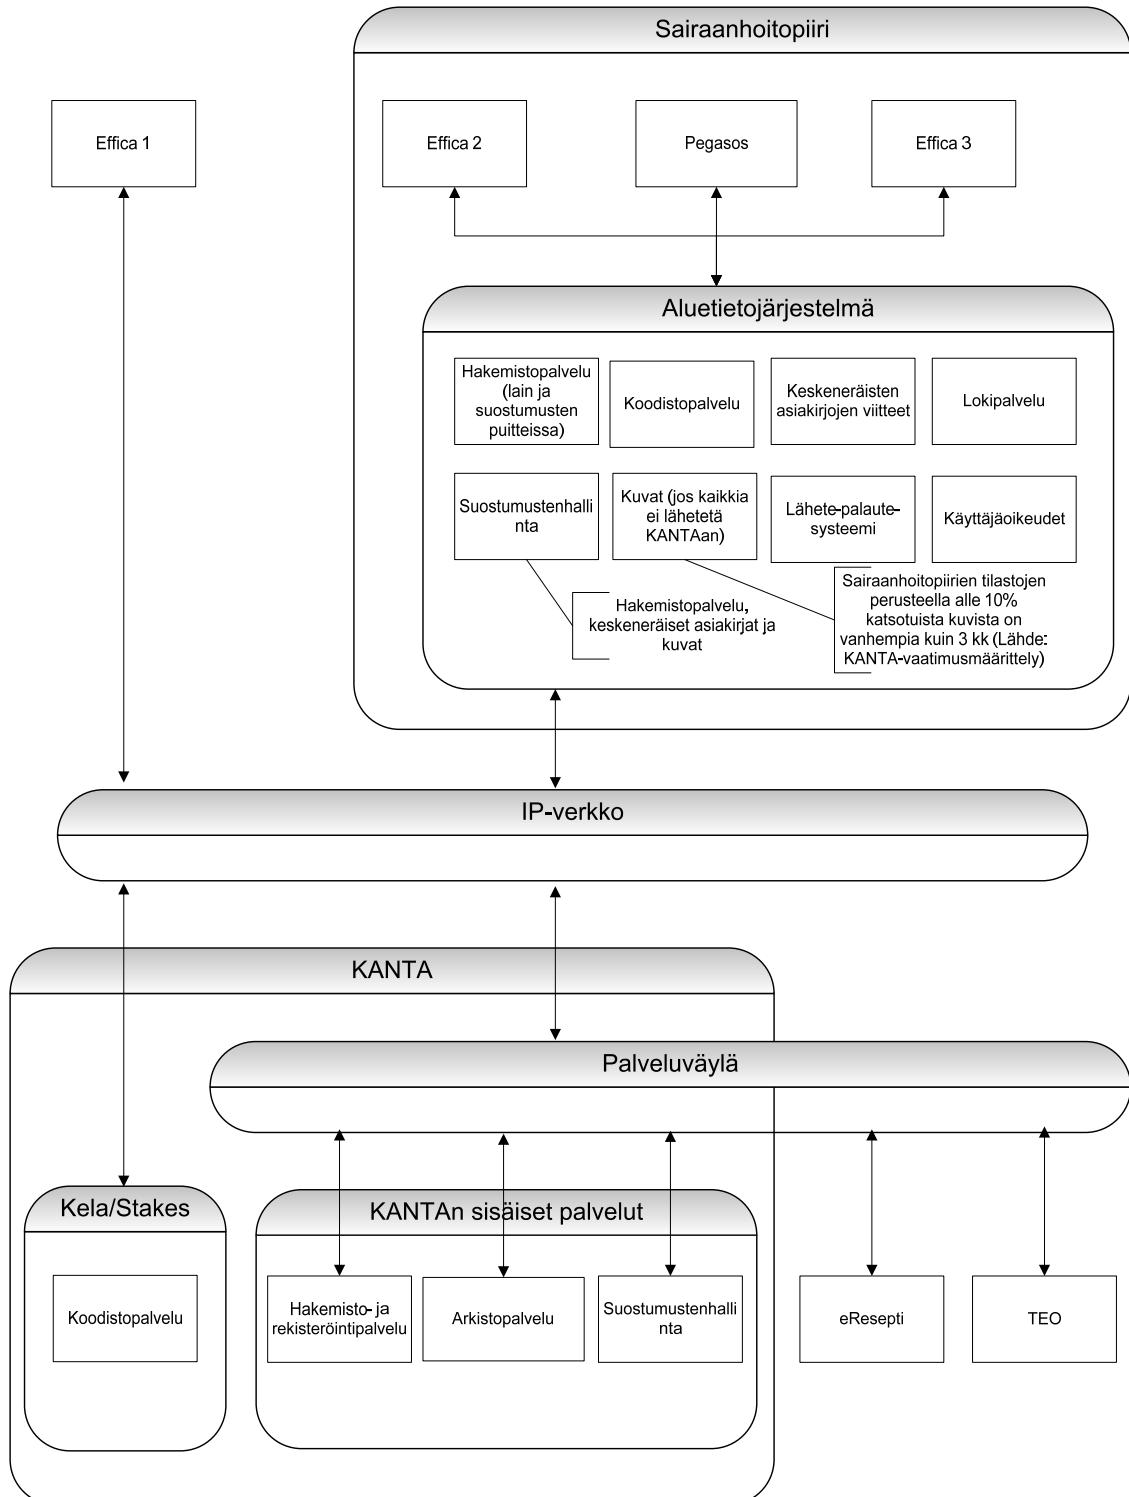 Sairaanhoitopiiri
Effica 1
Effica 2
Pegasos
Effica 3
Aluetietojärjestelmä
Hakemistopalvelu
(lain ja
suostumusten
puitteissa)
Koodistopalvelu
Keskeneräisten
asiakirjojen viitteet
Lokipalvelu
Suostumustenhalli
nta
Kuvat (jos kaikkia
ei lähetetä
KANTAan)
Lähete-palaute-
systeemi
Käyttäjäoikeudet
Hakemistopalvelu,
keskeneräiset asiakirjat ja
kuvat
Sairaanhoitopiirien tilastojen
perusteella alle 10%
katsotuista kuvista on
vanhempia kuin 3 kk (Lähde:
KANTA-vaatimusmäärittely)
IP-verkko
KANTA
Palveluväylä
Kela/Stakes
KANTAn sisäiset palvelut
Koodistopalvelu
Hakemisto- ja
rekisteröintipalvelu
Arkistopalvelu
Suostumustenhalli
nta
eResepti
TEO